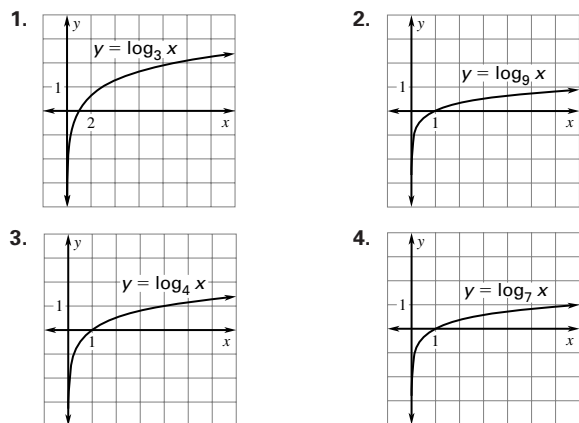 1.
y
y = log₃ x
1
2
x
2.
y
y = log₉ x
1
1
x
3.
y
y = log₄ x
1
1
x
4.
y
y = log₇ x
1
1
x